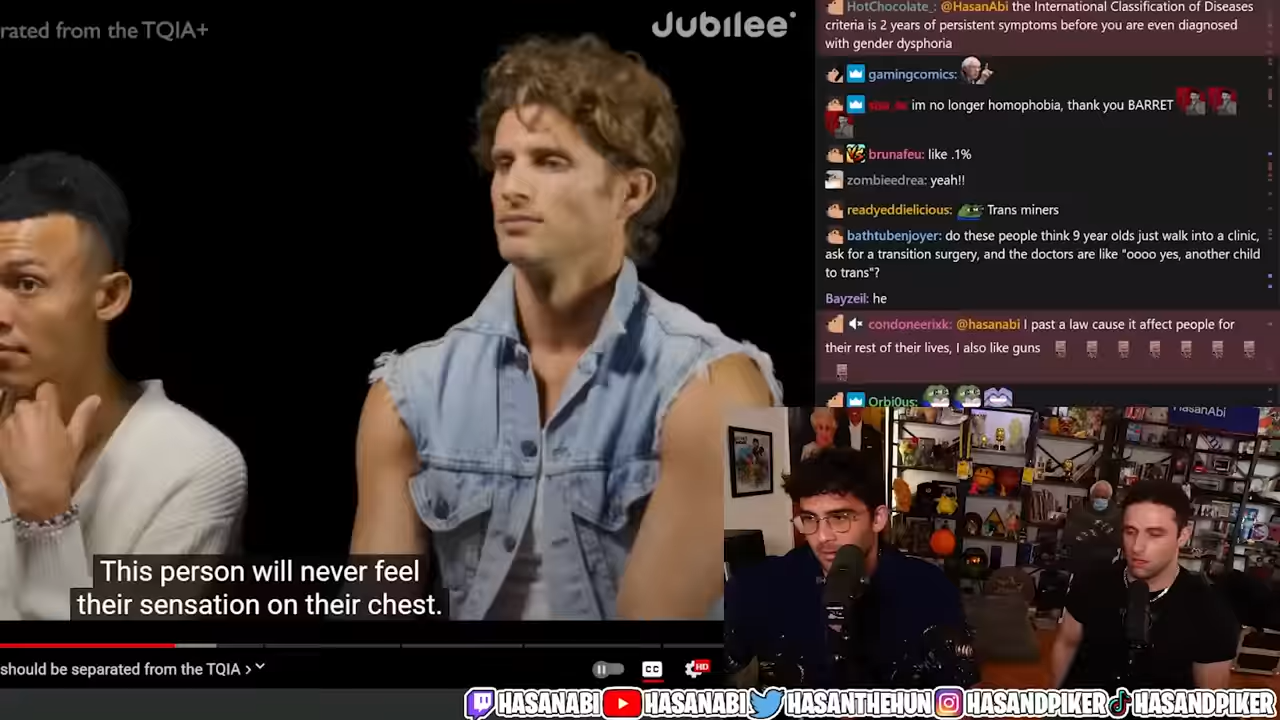 rated from the TQIA+
Jubilee
HotChocolate_: @HasanAbi the International Classification of Diseases
criteria is 2 years of persistent symptoms before you are even diagnosed
with gender dysphoria
gamingcomics:
im no longer homophobia, thank you BARRET
brunafeu: like .1%
zombieedrea: yeah!!
readyeddielicious: Trans miners
bathtubenjoyer: do these people think 9 year olds just walk into a clinic,
ask for a transition surgery, and the doctors are like "oooo yes, another child
to trans"?
Bayzeil: he
condoneerixk: @hasanabi I past a law cause it affect people for
their rest of their lives, I also like guns
Orbi0us:
HasanAbi
This person will never feel
their sensation on their chest.
should be separated from the TQIA >
CC
HD
HASANABI HASANABI HASANTHEHUN HASANDPIKER HASANDPIKER